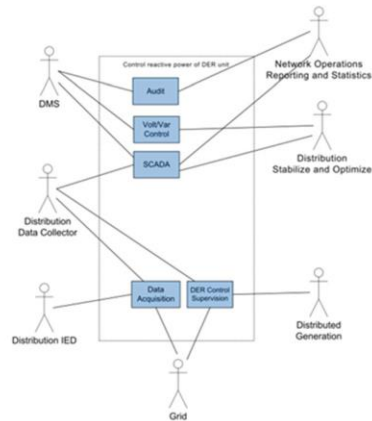 Control reactive power of DER unit
Audit
Network Operations
Reporting and Statistics
DMS
Volt/Var
Control
SCADA
Distribution
Stabilize and Optimize
Distribution
Data Collector
Data
Acquisition
DER Control
Supervision
Distribution IED
Distributed
Generation
Grid